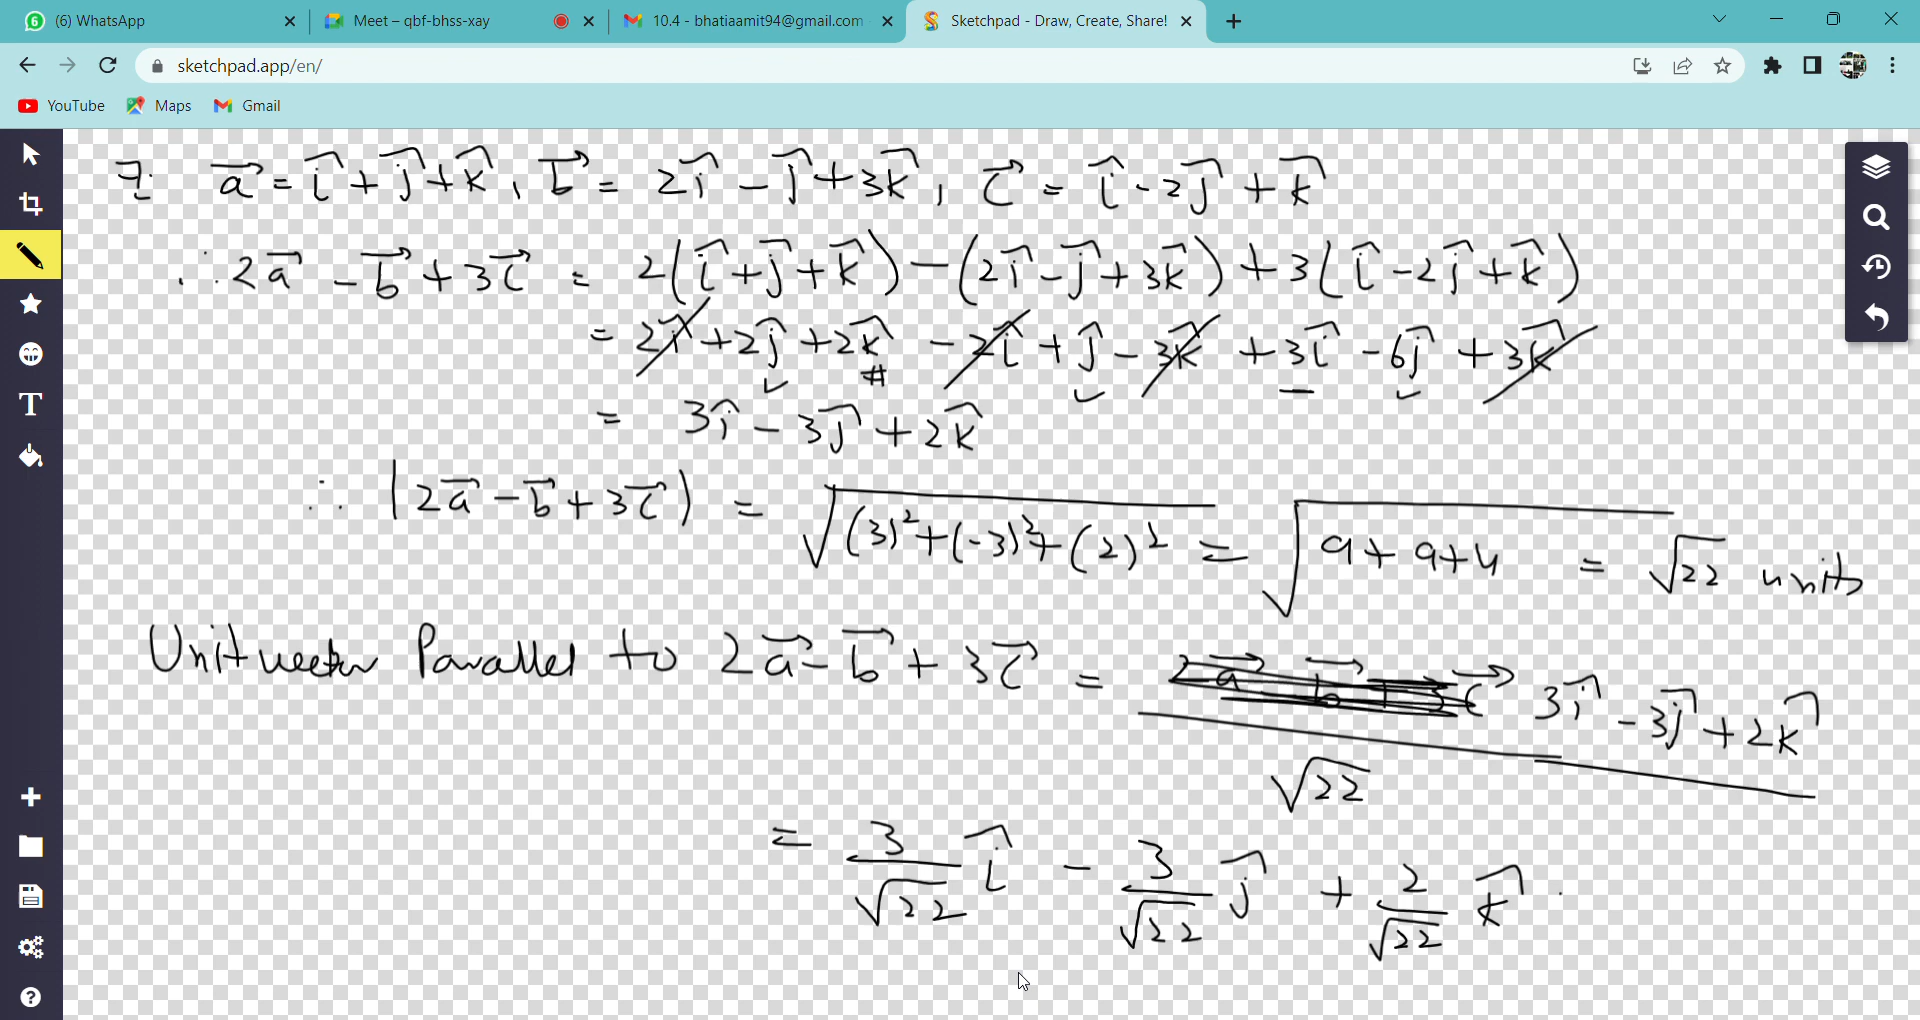 (6) WhatsApp
Meet – qbf-bhss-xay
10.4 - bhatiaamit94@gmail.com
Sketchpad - Draw, Create, Share!
sketchpad.app/en/
YouTube Maps Gmail
7. a⃗ = î + ĵ + k̂, b⃗ = 2î - ĵ + 3k̂, c⃗ = î - 2ĵ + k̂
∴ 2a⃗ - b⃗ + 3c⃗ = 2(î + ĵ + k̂) - (2î - ĵ + 3k̂) + 3(î - 2ĵ + k̂)
= 2î + 2ĵ + 2k̂ - 2î + ĵ - 3k̂ + 3î - 6ĵ + 3k̂
= 3î - 3ĵ + 2k̂
∴ |2a⃗ - b⃗ + 3c⃗) = √((3)² + (-3)² + (2)²) = √(9 + 9 + 4) = √22 units
Unit vector Parallel to 2a⃗ - b⃗ + 3c⃗ = (3î - 3ĵ + 2k̂)/√22
= 3/√22 î - 3/√22 ĵ + 2/√22 k̂.